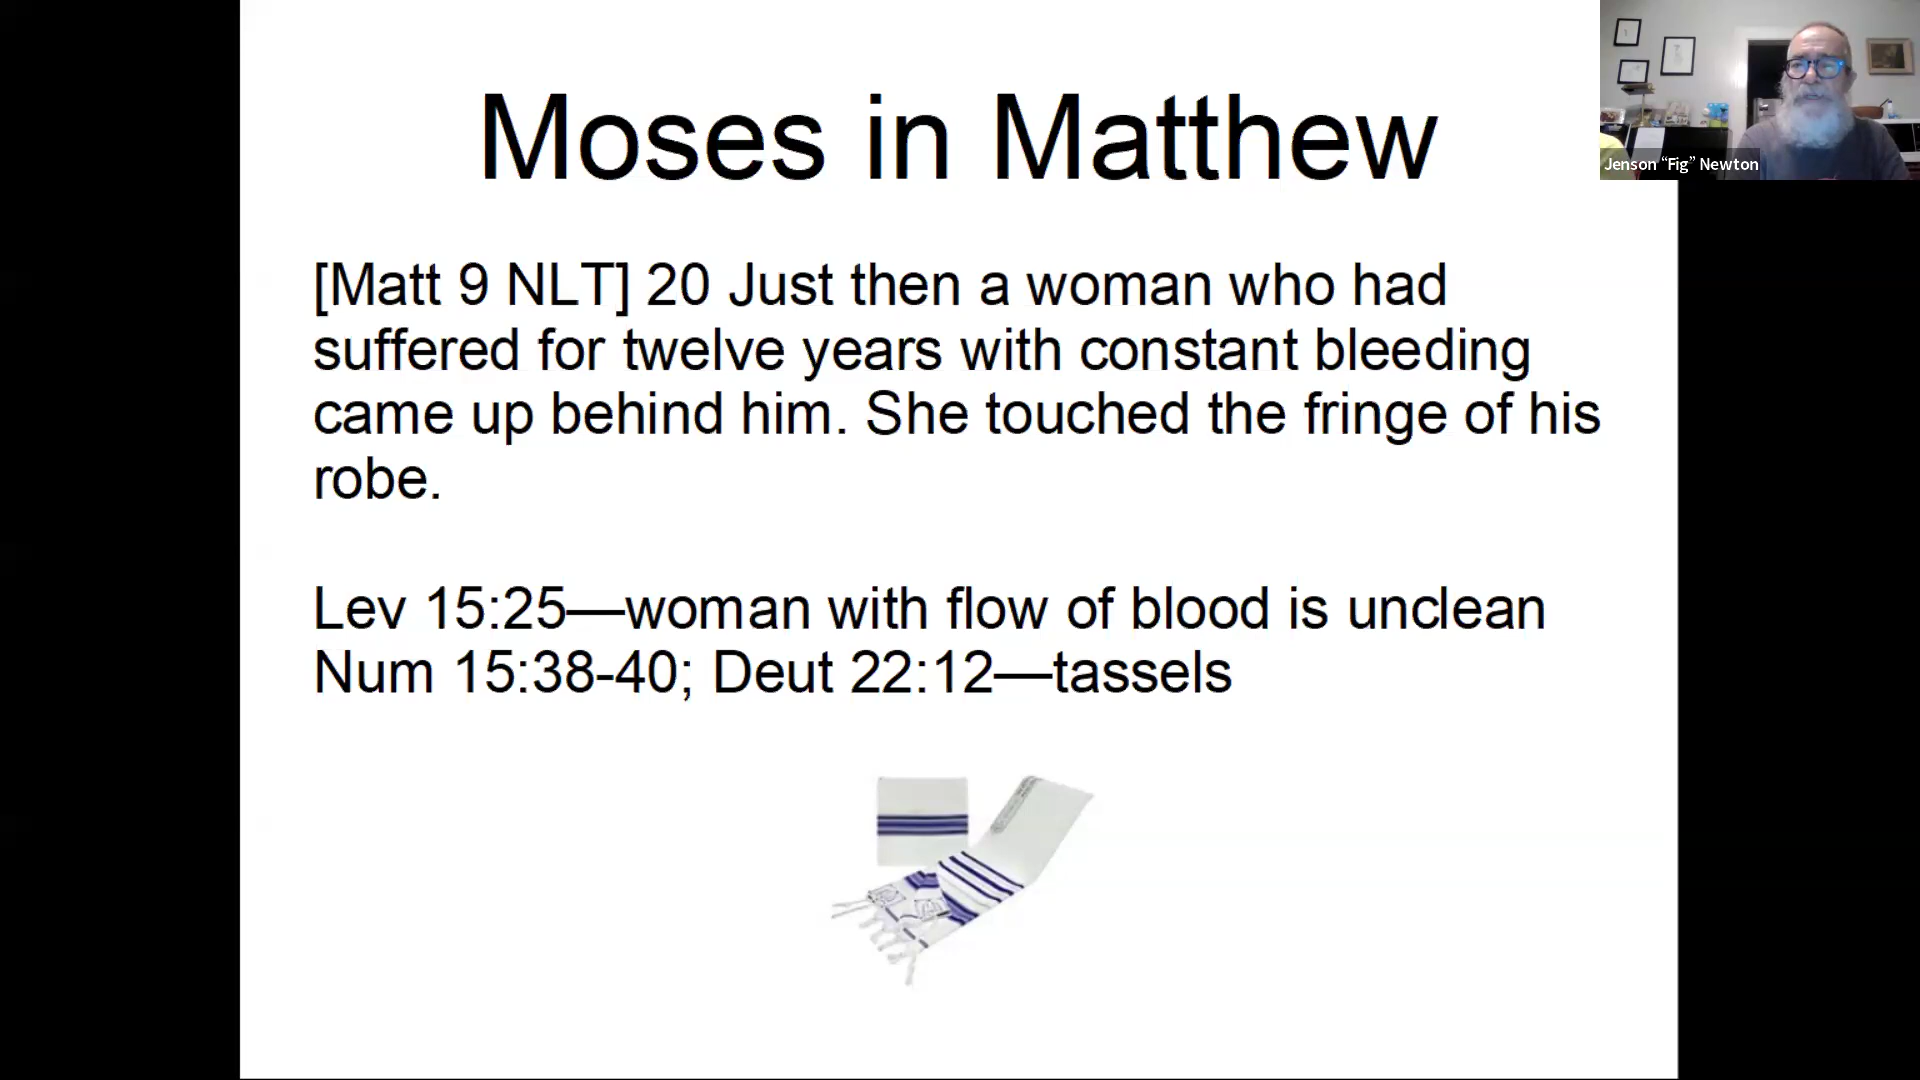 Moses in Matthew
Jenson “Fig” Newton
[Matt 9 NLT] 20 Just then a woman who had
suffered for twelve years with constant bleeding
came up behind him. She touched the fringe of his
robe.
Lev 15:25—woman with flow of blood is unclean
Num 15:38-40; Deut 22:12—tassels